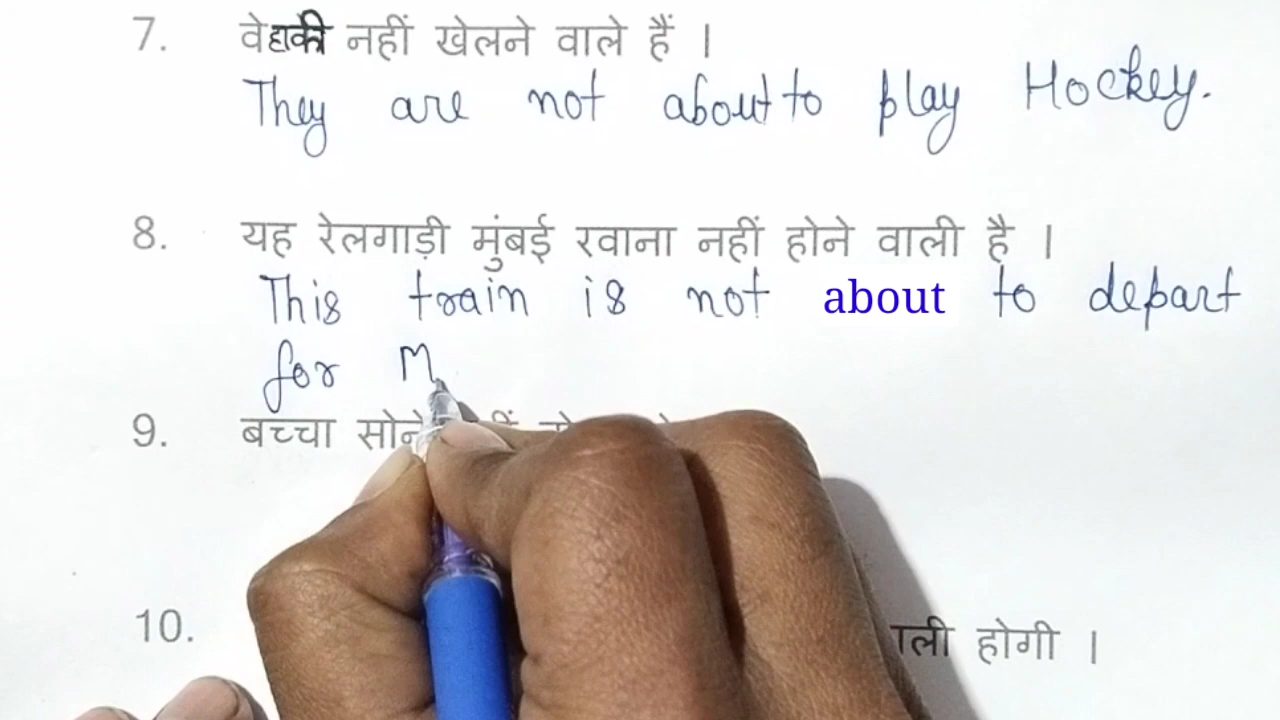 7. वे हाकी नहीं खेलने वाले हैं ।
They are not about to play Hockey.
8. यह रेलगाड़ी मुंबई रवाना नहीं होने वाली है ।
This train is not about to depart
for M
9. बच्चा
10. होगी ।